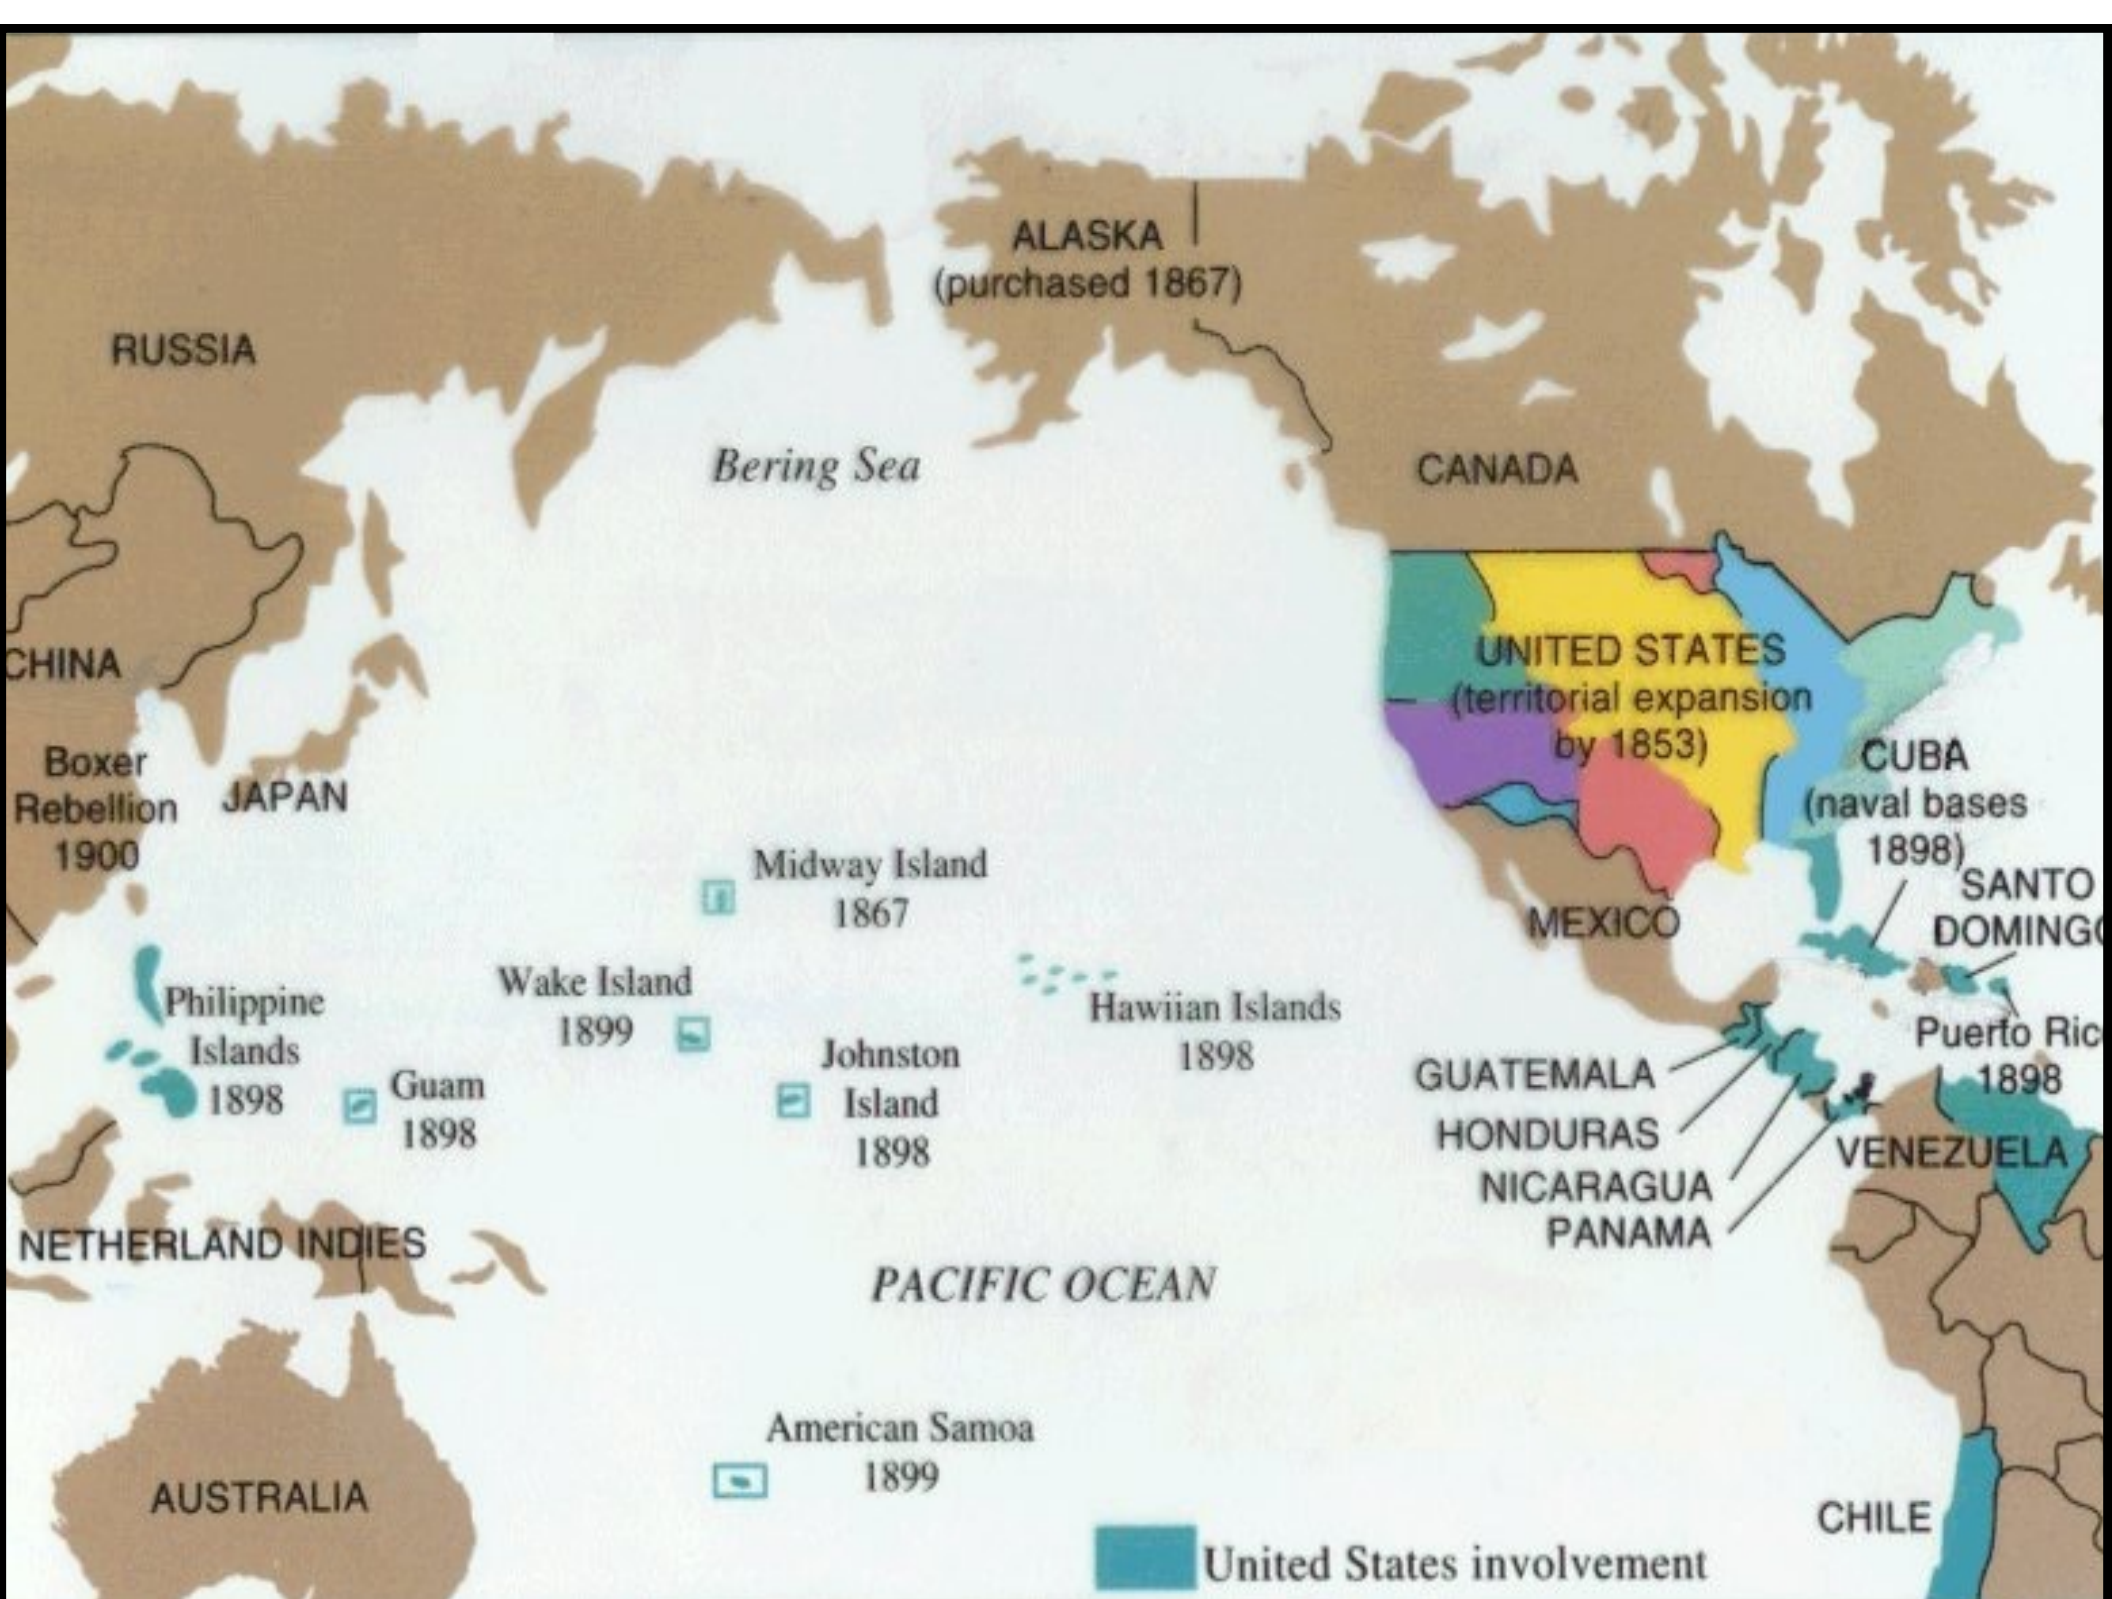 ALASKA
(purchased 1867)
RUSSIA
Bering Sea
CANADA
CHINA
UNITED STATES
(territorial expansion
by 1853)
Boxer
Rebellion
1900
JAPAN
CUBA
(naval bases
1898)
SANTO
DOMINGO
Midway Island
1867
MEXICO
Wake Island
1899
Philippine
Islands
1898
Hawiian Islands
1898
Guam
1898
Johnston
Island
1898
Puerto Ric
1898
GUATEMALA
HONDURAS
NICARAGUA
PANAMA
VENEZUELA
NETHERLAND INDIES
PACIFIC OCEAN
American Samoa
1899
AUSTRALIA
CHILE
United States involvement